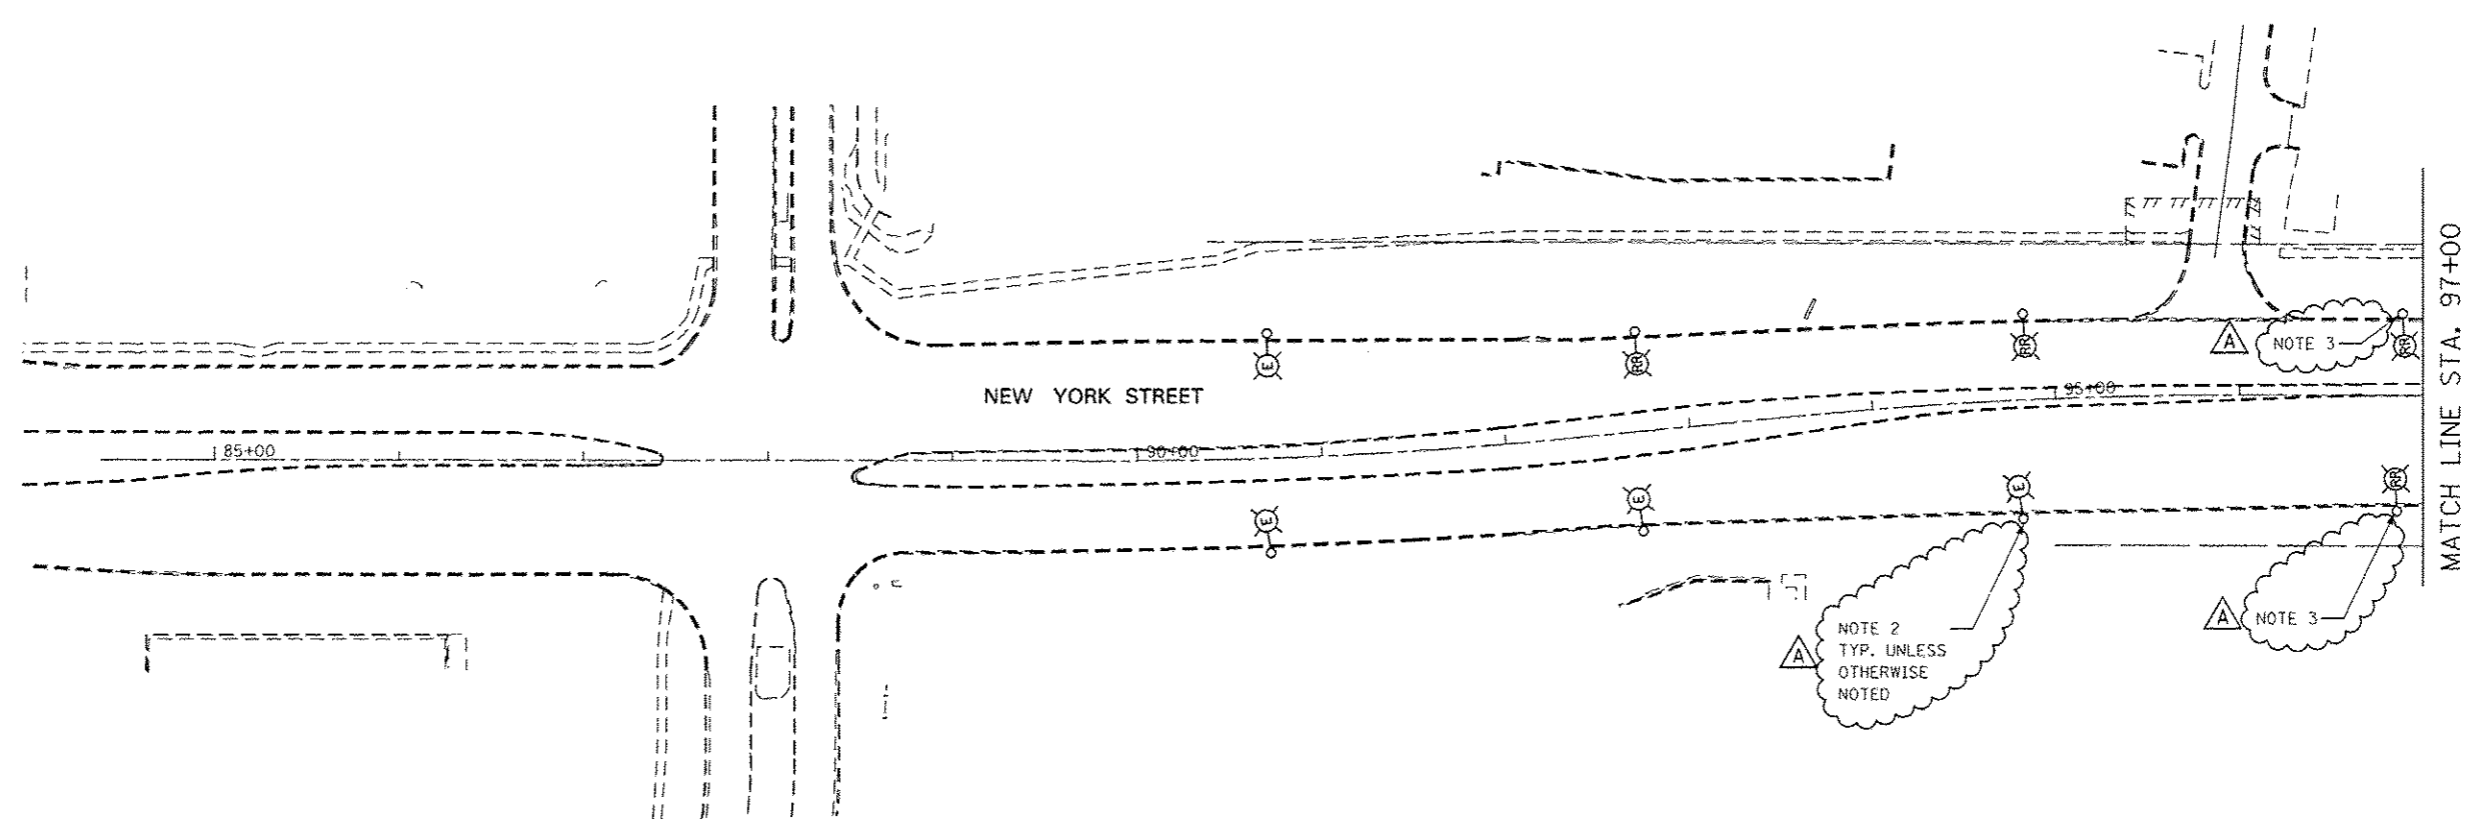 NEW YORK STREET
85+00
90+00
95+00
E
RR
RR
RR
E
E
E
RR
A
NOTE 3
A
NOTE 2
TYP. UNLESS
OTHERWISE
NOTED
A
NOTE 3
MATCH LINE STA. 97+00